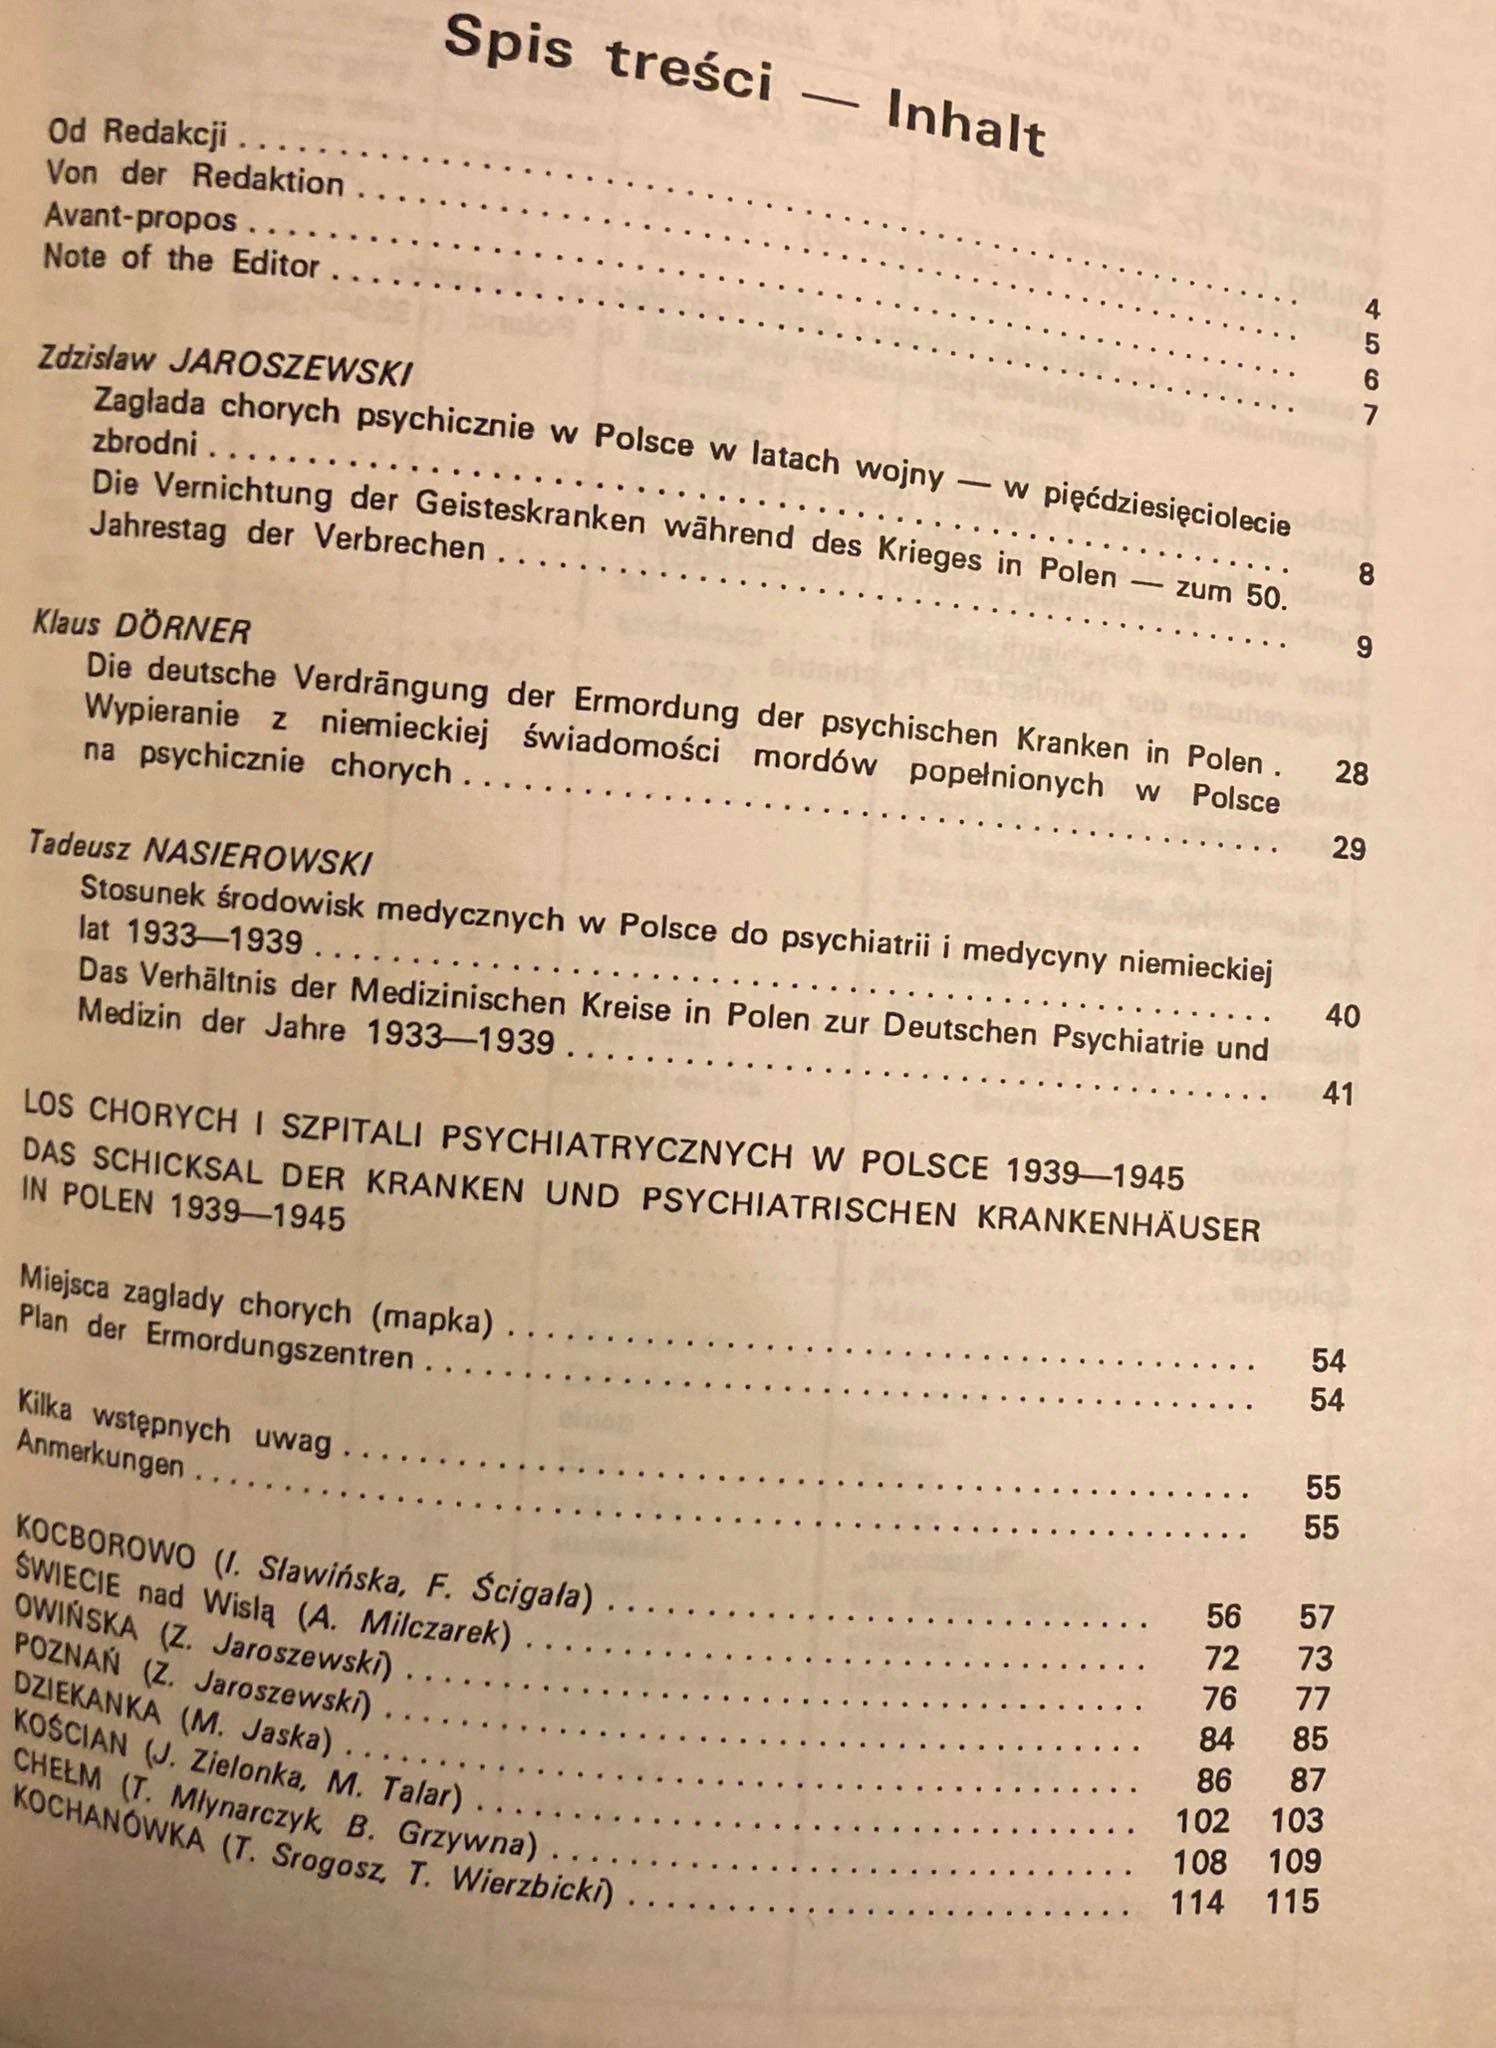 Spis treści — Inhalt
Od Redakcji . . . . . . . . . . . . . . . . . . . . . . . . . . . . . . . . . . . . . . . . 4
Von der Redaktion . . . . . . . . . . . . . . . . . . . . . . . . . . . . . . . . . . . . 5
Avant-propos . . . . . . . . . . . . . . . . . . . . . . . . . . . . . . . . . . . . . . . 6
Note of the Editor . . . . . . . . . . . . . . . . . . . . . . . . . . . . . . . . . . . . 7
Zdzisław JAROSZEWSKI
Zagłada chorych psychicznie w Polsce w latach wojny — w pięćdziesięciolecie
zbrodni . . . . . . . . . . . . . . . . . . . . . . . . . . . . . . . . . . . . . . . . 8
Die Vernichtung der Geisteskranken während des Krieges in Polen — zum 50.
Jahrestag der Verbrechen . . . . . . . . . . . . . . . . . . . . . . . . . . . . . . 9
Klaus DÖRNER
Die deutsche Verdrängung der Ermordung der psychischen Kranken in Polen . 28
Wypieranie z niemieckiej świadomości mordów popełnionych w Polsce
na psychicznie chorych . . . . . . . . . . . . . . . . . . . . . . . . . . . . . . . 29
Tadeusz NASIEROWSKI
Stosunek środowisk medycznych w Polsce do psychiatrii i medycyny niemieckiej
lat 1933—1939 . . . . . . . . . . . . . . . . . . . . . . . . . . . . . . . . . . . 40
Das Verhältnis der Medizinischen Kreise in Polen zur Deutschen Psychiatrie und
Medizin der Jahre 1933—1939 . . . . . . . . . . . . . . . . . . . . . . . . . . 41
LOS CHORYCH I SZPITALI PSYCHIATRYCZNYCH W POLSCE 1939—1945
DAS SCHICKSAL DER KRANKEN UND PSYCHIATRISCHEN KRANKENHÄUSER
IN POLEN 1939—1945
Miejsca zagłady chorych (mapka) . . . . . . . . . . . . . . . . . . . . . . . . . . 54
Plan der Ermordungszentren . . . . . . . . . . . . . . . . . . . . . . . . . . . . . 54
Kilka wstępnych uwag . . . . . . . . . . . . . . . . . . . . . . . . . . . . . . . . 55
Anmerkungen . . . . . . . . . . . . . . . . . . . . . . . . . . . . . . . . . . . . . 55
KOCBOROWO (I. Sławińska, F. Ścigała) . . . . . . . . . . . . . . . . . . . 56 57
ŚWIECIE nad Wisłą (A. Milczarek) . . . . . . . . . . . . . . . . . . . . . . 72 73
OWIŃSKA (Z. Jaroszewski) . . . . . . . . . . . . . . . . . . . . . . . . . . 76 77
POZNAŃ (Z. Jaroszewski) . . . . . . . . . . . . . . . . . . . . . . . . . . . 84 85
DZIEKANKA (M. Jaska) . . . . . . . . . . . . . . . . . . . . . . . . . . . . 86 87
KOŚCIAN (J. Zielonka, M. Talar) . . . . . . . . . . . . . . . . . . . . . . . 102 103
CHEŁM (T. Młynarczyk, B. Grzywna) . . . . . . . . . . . . . . . . . . . . . 108 109
KOCHANÓWKA (T. Srogosz, T. Wierzbicki) . . . . . . . . . . . . . . . . . . 114 115